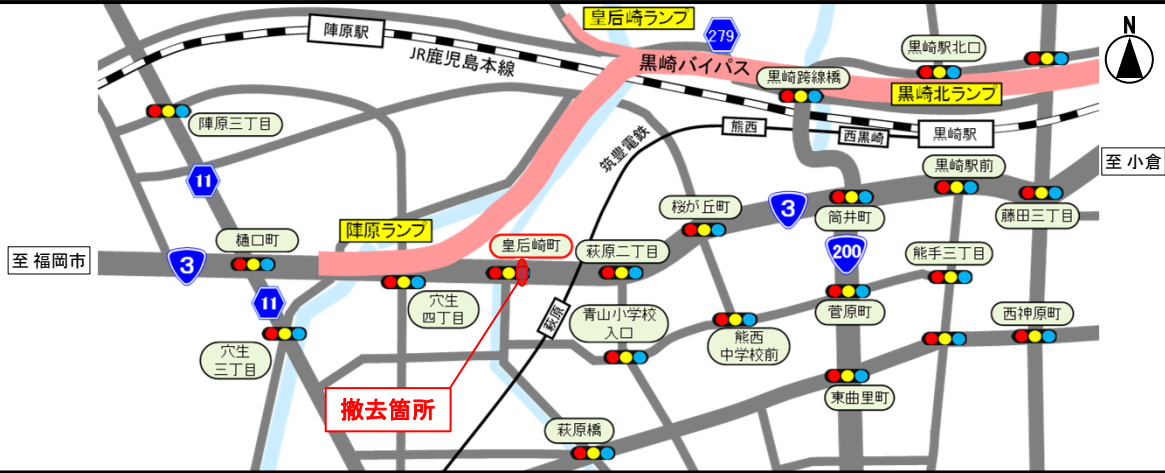 皇后崎ランプ
N
陣原駅
279
黒崎駅北口
JR鹿児島本線
黒崎バイパス
黒崎跨線橋
黒崎北ランプ
陣原三丁目
筑豊電鉄
熊西
西黒崎
黒崎駅
至 小倉
黒崎駅前
11
桜が丘町
3
筒井町
藤田三丁目
陣原ランプ
樋口町
皇后崎町
萩原二丁目
200
熊手三丁目
至 福岡市
3
11
穴生
四丁目
萩原
青山小学校
入口
菅原町
西神原町
穴生
三丁目
熊西
中学校前
撤去箇所
東曲里町
萩原橋